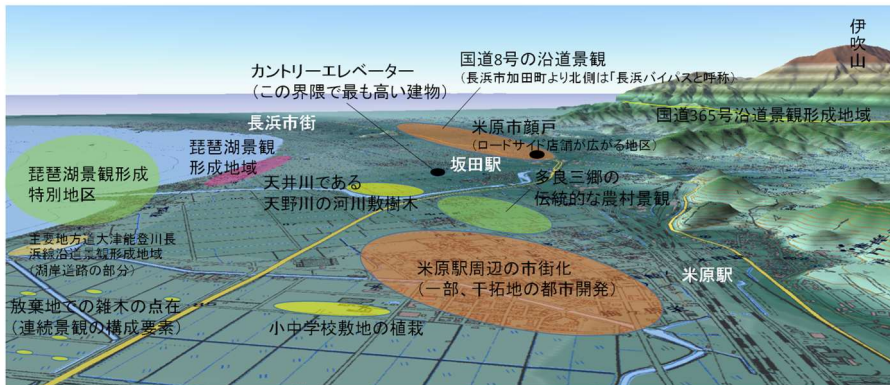 伊吹山
国道8号の沿道景観
(長浜市加田町より北側は「長浜バイパスと呼称)
カントリーエレベーター
(この界隈で最も高い建物)
国道365号沿道景観形成地域
長浜市街
米原市顔戸
(ロードサイド店舗が広がる地区)
琵琶湖景観
形成地域
坂田駅
琵琶湖景観形成
特別地区
天井川である
天野川の河川敷樹木
多良三郷の
伝統的な農村景観
主要地方道大津能登川長
浜線沿道景観形成地域
(湖岸道路の部分)
米原駅周辺の市街化
(一部、干拓地の都市開発)
米原駅
放棄地での雑木の点在
(連続景観の構成要素)
小中学校敷地の植栽